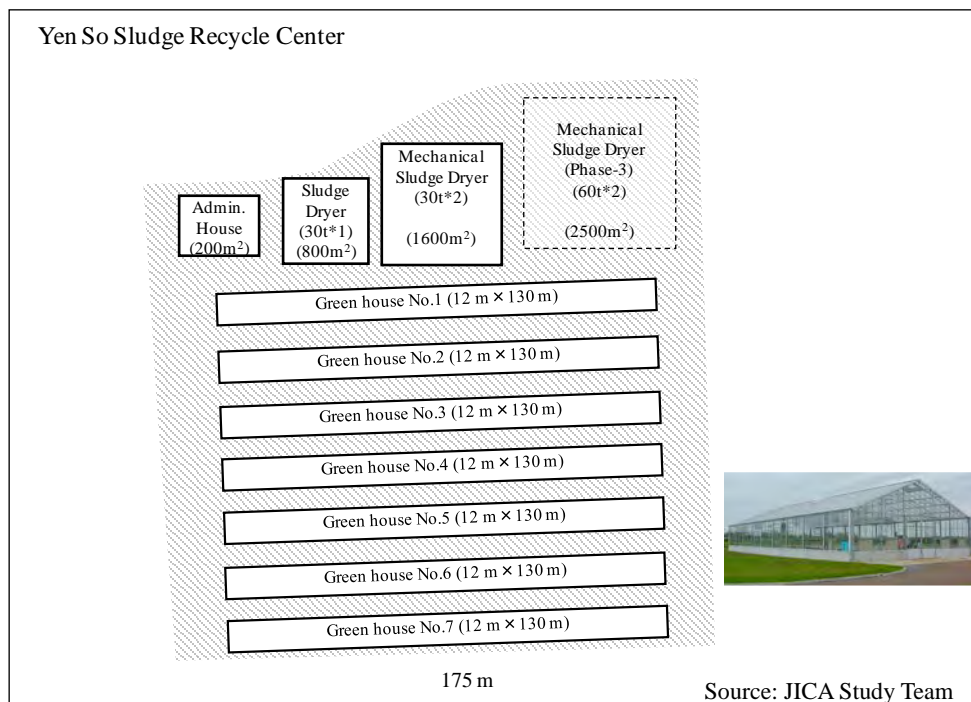 Yen So Sludge Recycle Center
Admin.
House
(200m²)
Sludge
Dryer
(30t*1)
(800m²)
Mechanical
Sludge Dryer
(30t*2)
(1600m²)
Mechanical
Sludge Dryer
(Phase-3)
(60t*2)
(2500m²)
Green house No.1 (12 m × 130 m)
Green house No.2 (12 m × 130 m)
Green house No.3 (12 m × 130 m)
Green house No.4 (12 m × 130 m)
Green house No.5 (12 m × 130 m)
Green house No.6 (12 m × 130 m)
Green house No.7 (12 m × 130 m)
175 m
Source: JICA Study Team